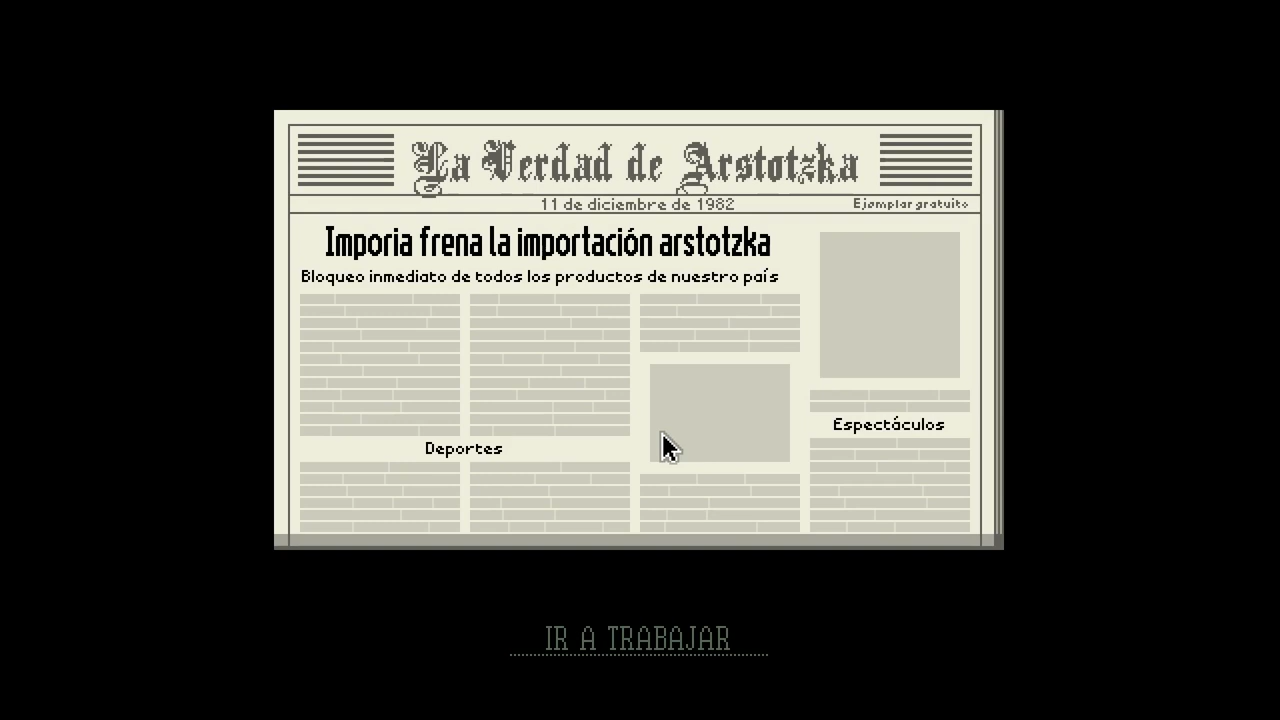 La Verdad de Arstotzka
11 de diciembre de 1982
Ejemplar gratuito
Imporia frena la importación arstotzka
Bloqueo inmediato de todos los productos de nuestro país
Deportes
Espectáculos
IR A TRABAJAR